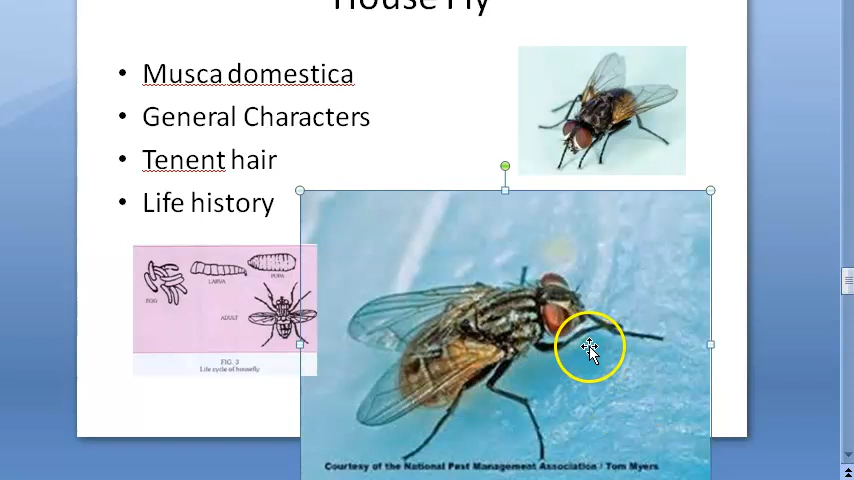 House Fly
Musca domestica
General Characters
Tenent hair
Life history
EGG
LARVA
PUPA
ADULT
FIG. 3
Life cycle of housefly
Courtesy of the National Pest Management Association / Tom Myers